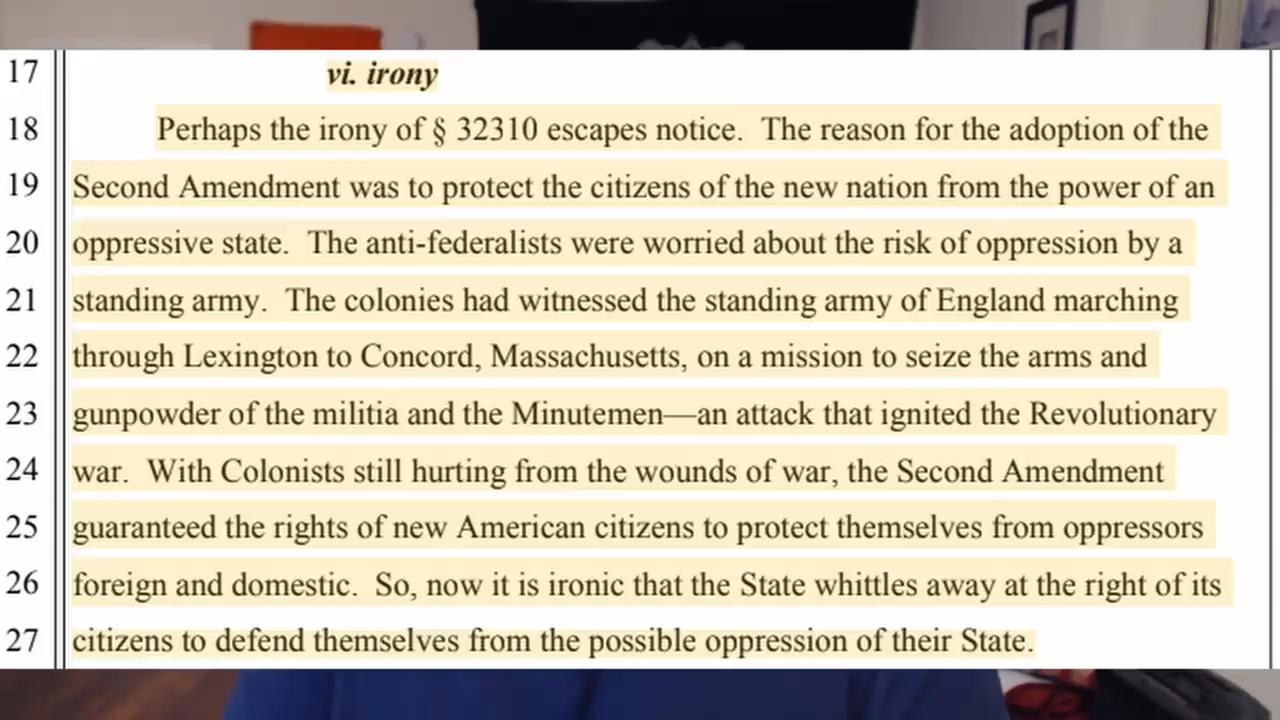 17 vi. irony
18 Perhaps the irony of § 32310 escapes notice. The reason for the adoption of the
19 Second Amendment was to protect the citizens of the new nation from the power of an
20 oppressive state. The anti-federalists were worried about the risk of oppression by a
21 standing army. The colonies had witnessed the standing army of England marching
22 through Lexington to Concord, Massachusetts, on a mission to seize the arms and
23 gunpowder of the militia and the Minutemen—an attack that ignited the Revolutionary
24 war. With Colonists still hurting from the wounds of war, the Second Amendment
25 guaranteed the rights of new American citizens to protect themselves from oppressors
26 foreign and domestic. So, now it is ironic that the State whittles away at the right of its
27 citizens to defend themselves from the possible oppression of their State.